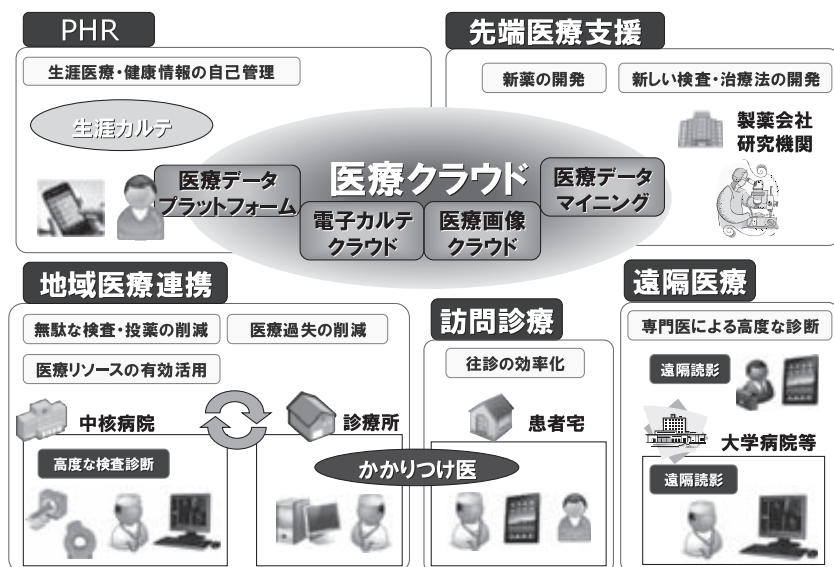 PHR
生涯医療・健康情報の自己管理
生涯カルテ
先端医療支援
新薬の開発
新しい検査・治療法の開発
製薬会社
研究機関
医療クラウド
医療データ
プラットフォーム
電子カルテ
クラウド
医療画像
クラウド
医療データ
マイニング
地域医療連携
無駄な検査・投薬の削減
医療過失の削減
医療リソースの有効活用
中核病院
診療所
高度な検査診断
かかりつけ医
訪問診療
往診の効率化
患者宅
遠隔医療
専門医による高度な診断
遠隔読影
大学病院等
遠隔読影